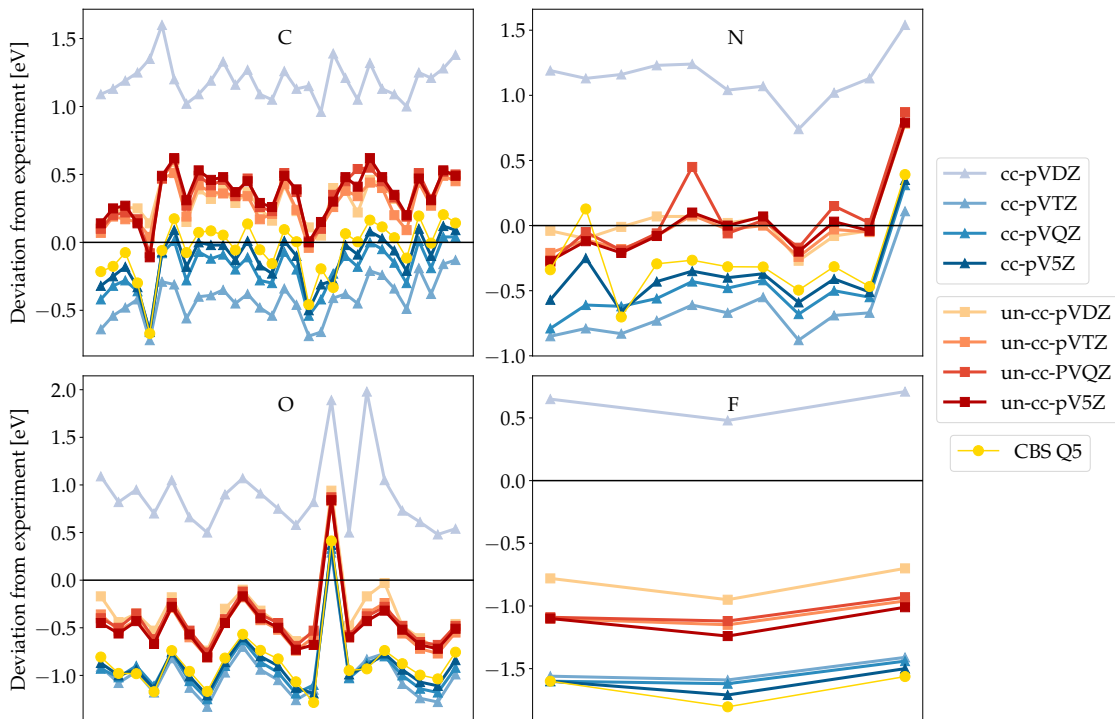 C
Deviation from experiment [eV]
1.5
1.0
0.5
0.0
−0.5
N
1.5
1.0
0.5
0.0
−0.5
−1.0
O
Deviation from experiment [eV]
2.0
1.5
1.0
0.5
0.0
−0.5
−1.0
F
0.5
0.0
−0.5
−1.0
−1.5
cc-pVDZ
cc-pVTZ
cc-pVQZ
cc-pV5Z
un-cc-pVDZ
un-cc-pVTZ
un-cc-PVQZ
un-cc-pV5Z
CBS Q5